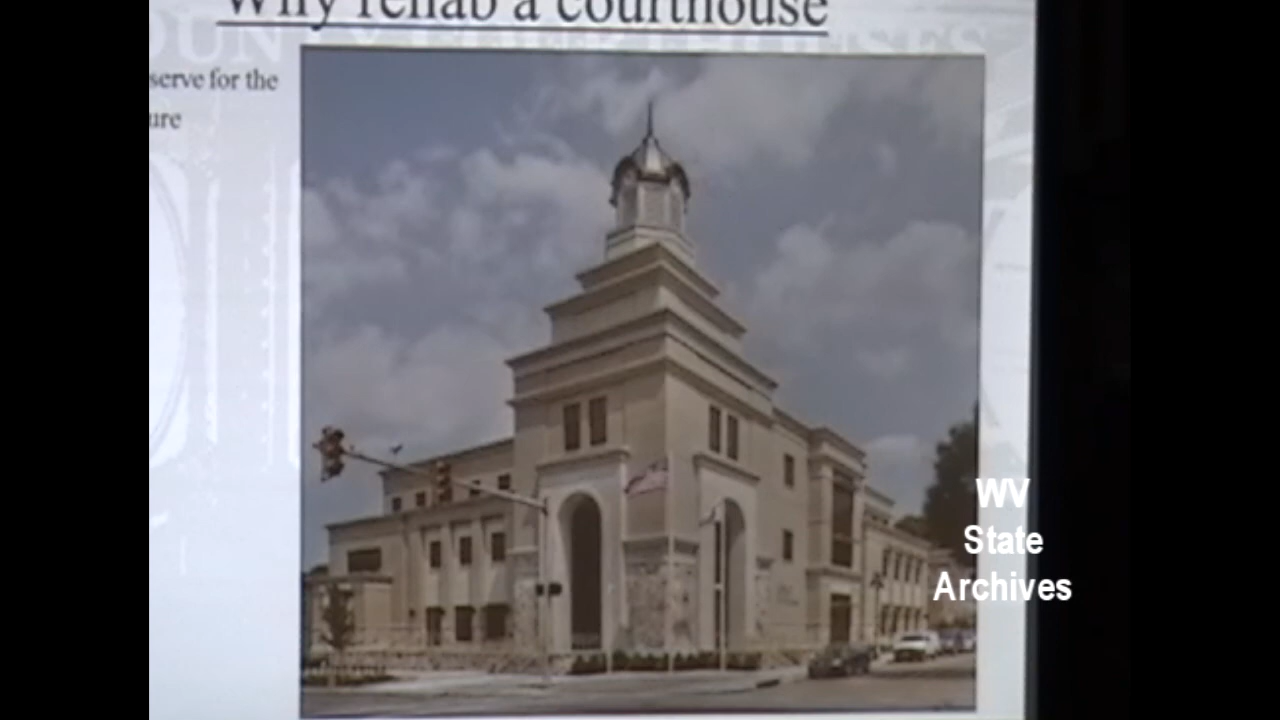 Why rehab a courthouse
serve for the
ure
WV
State
Archives